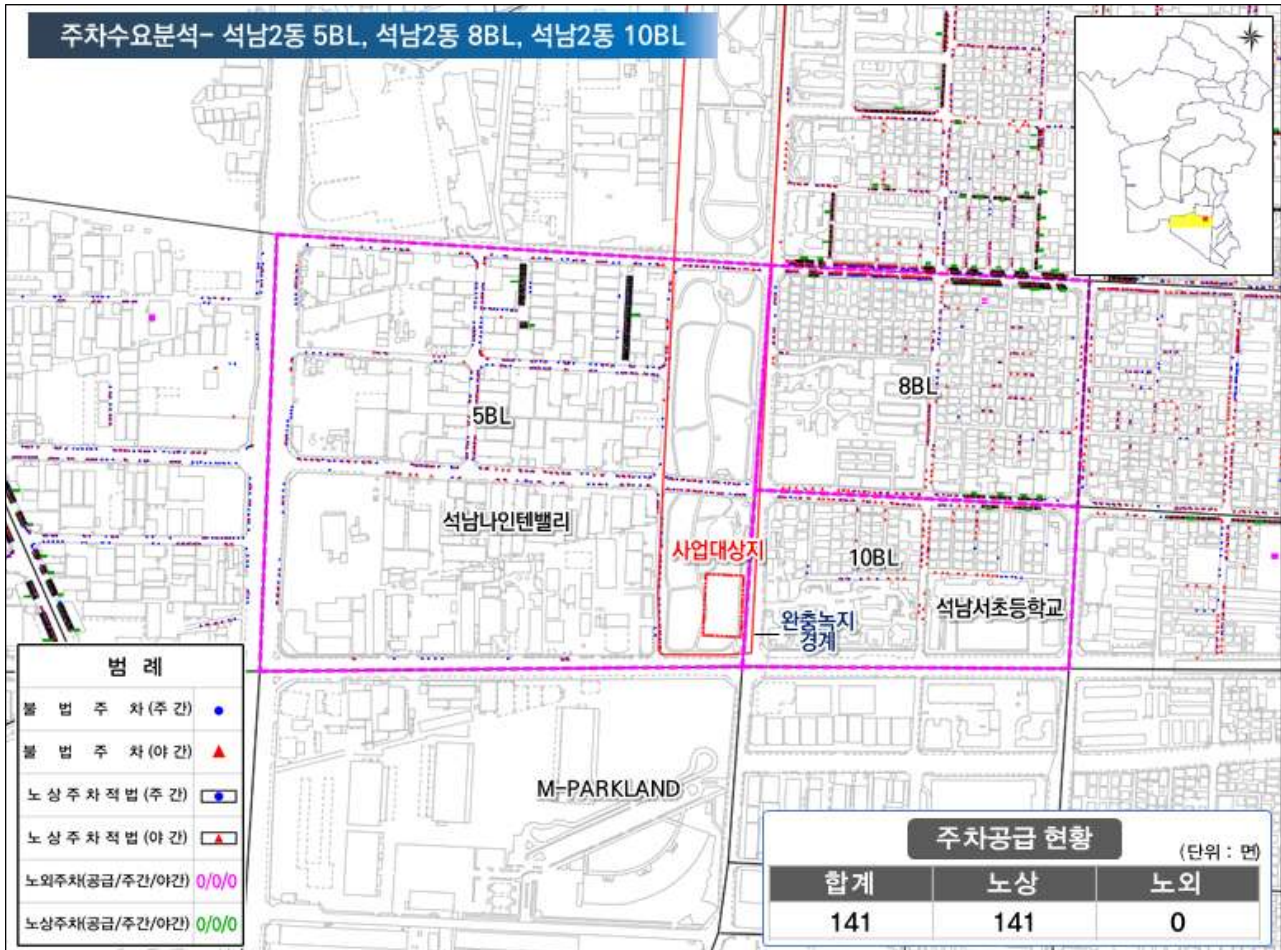 주차수요분석- 석남2동 5BL, 석남2동 8BL, 석남2동 10BL
8BL
5BL
석남나인텐밸리
사업대상지
10BL
석남서초등학교
완충녹지
경계
M-PARKLAND
범 례
불 법 주 차 (주 간)
불 법 주 차 (야 간)
노 상 주 차 적 법 (주 간)
노 상 주 차 적 법 (야 간)
노외주차(공급/주간/야간) 0/0/0
노상주차(공급/주간/야간) 0/0/0
주차공급 현황
(단위 : 면)
합계 노상 노외
141 141 0